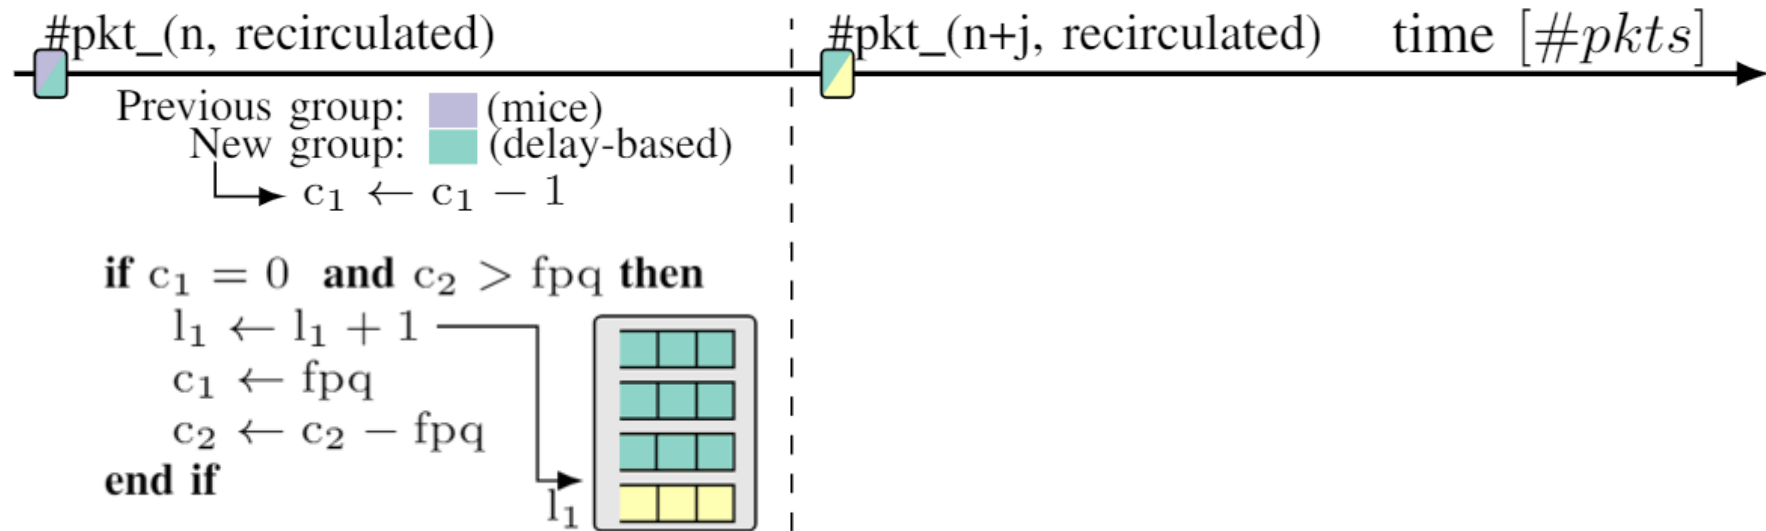 #pkt_(n, recirculated)
#pkt_(n+j, recirculated)
time [#pkts]
Previous group: (mice)
New group: (delay-based)
c₁ ← c₁ − 1
if c₁ = 0 and c₂ > fpq then
l₁ ← l₁ + 1
c₁ ← fpq
c₂ ← c₂ − fpq
end if
l₁